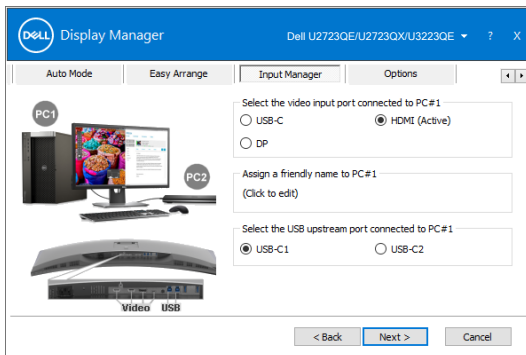 DELL Display Manager Dell U2723QE/U2723QX/U3223QE ? X
Auto Mode Easy Arrange Input Manager Options
PC1
PC2
Video USB
Select the video input port connected to PC#1
USB-C HDMI (Active)
DP
Assign a friendly name to PC#1
(Click to edit)
Select the USB upstream port connected to PC#1
USB-C1 USB-C2
< Back Next > Cancel